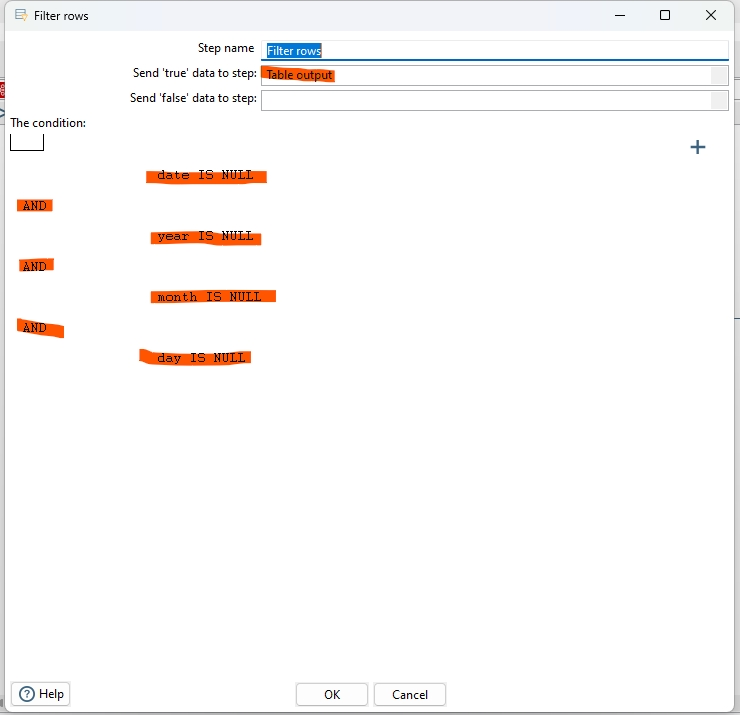 Filter rows
Step name Filter rows
Send 'true' data to step: Table output
Send 'false' data to step:
The condition:
date IS NULL
AND
year IS NULL
AND
month IS NULL
AND
day IS NULL
Help OK Cancel